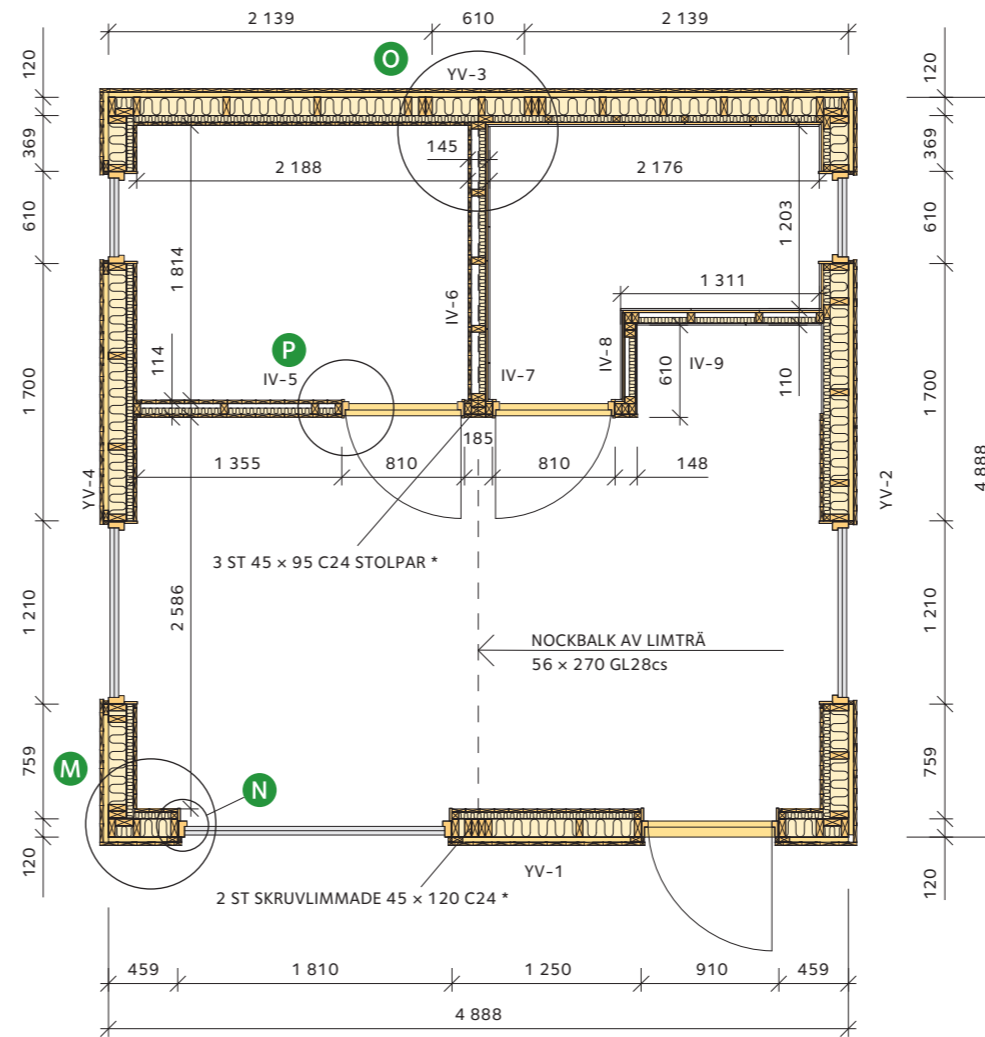 2 139
610
2 139
O
YV-3
120
120
369
369
145
2 188
2 176
610
610
1 203
1 814
1 311
IV-6
P
114
IV-5
IV-7
IV-8
610
IV-9
110
1 700
1 700
185
1 355
810
810
148
YV-4
YV-2
4 888
3 ST 45 × 95 C24 STOLPAR *
2 586
1 210
1 210
NOCKBALK AV LIMTRÄ
56 × 270 GL28cs
M
N
759
759
120
120
YV-1
2 ST SKRUVLIMMADE 45 × 120 C24 *
459
1 810
1 250
910
459
4 888